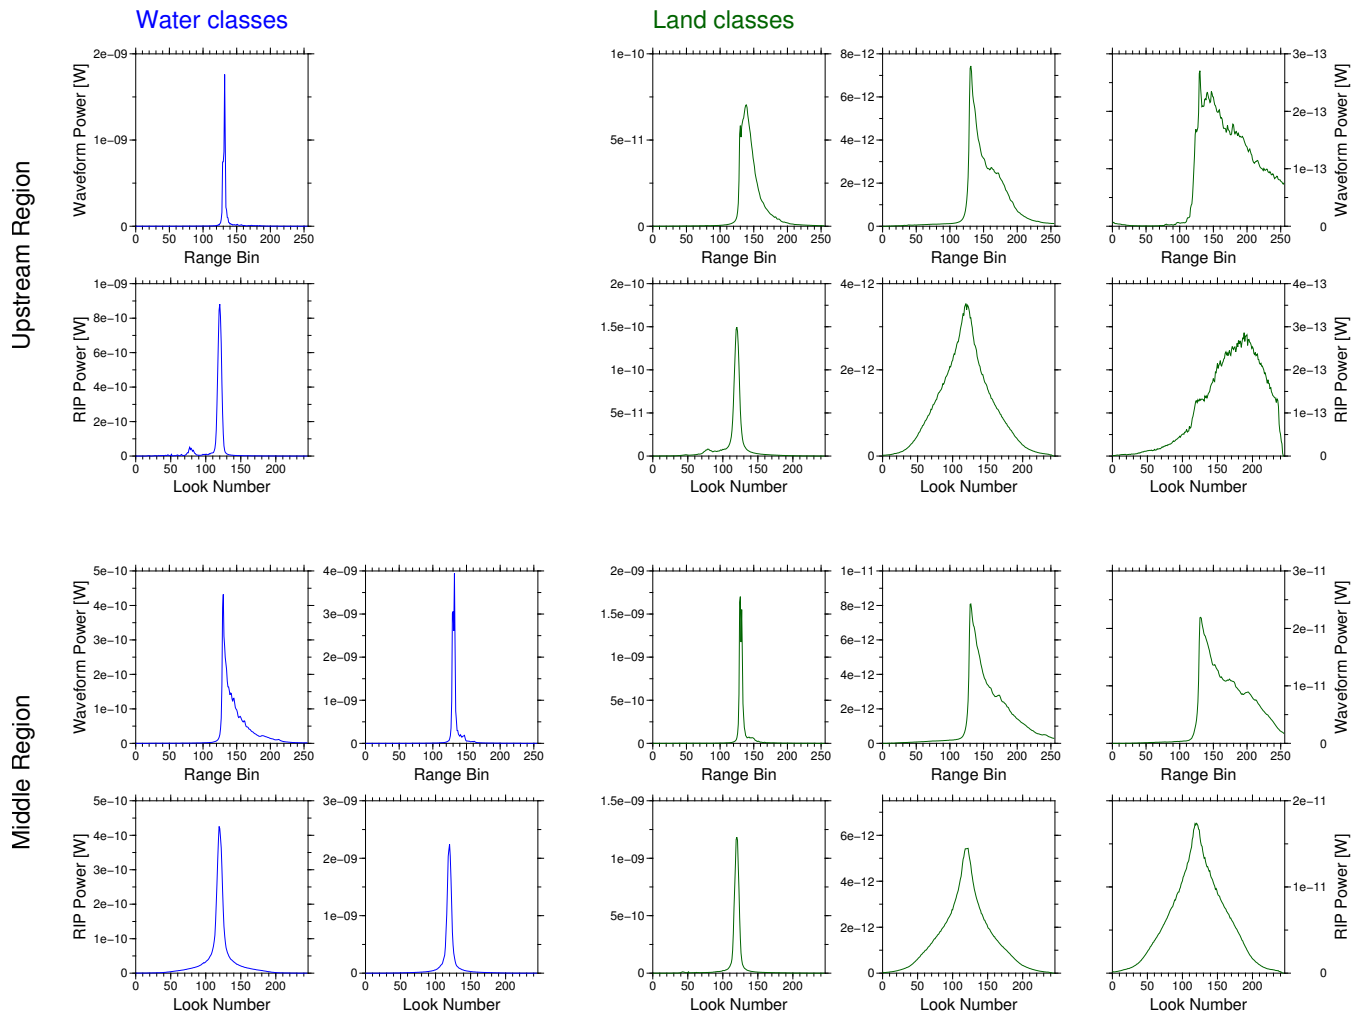 Water classes
Land classes
Upstream Region
Waveform Power [W]
2e−09
1e−09
0
0 50 100 150 200 250
Range Bin
1e−10
5e−11
0
0 50 100 150 200 250
Range Bin
8e−12
6e−12
4e−12
2e−12
0
0 50 100 150 200 250
Range Bin
3e−13
2e−13
1e−13
0
Waveform Power [W]
0 50 100 150 200 250
Range Bin
RIP Power [W]
1e−09
8e−10
6e−10
4e−10
2e−10
0
0 50 100 150 200
Look Number
2e−10
1.5e−10
1e−10
5e−11
0
0 50 100 150 200
Look Number
4e−12
2e−12
0
0 50 100 150 200
Look Number
4e−13
3e−13
2e−13
1e−13
0
RIP Power [W]
0 50 100 150 200
Look Number
Middle Region
Waveform Power [W]
5e−10
4e−10
3e−10
2e−10
1e−10
0
0 50 100 150 200 250
Range Bin
4e−09
3e−09
2e−09
1e−09
0
0 50 100 150 200 250
Range Bin
2e−09
1.5e−09
1e−09
5e−10
0
0 50 100 150 200 250
Range Bin
1e−11
8e−12
6e−12
4e−12
2e−12
0
0 50 100 150 200 250
Range Bin
3e−11
2e−11
1e−11
0
Waveform Power [W]
0 50 100 150 200 250
Range Bin
RIP Power [W]
5e−10
4e−10
3e−10
2e−10
1e−10
0
0 50 100 150 200
Look Number
3e−09
2e−09
1e−09
0
0 50 100 150 200
Look Number
1.5e−09
1e−09
5e−10
0
0 50 100 150 200
Look Number
6e−12
4e−12
2e−12
0
0 50 100 150 200
Look Number
2e−11
1e−11
0
RIP Power [W]
0 50 100 150 200
Look Number